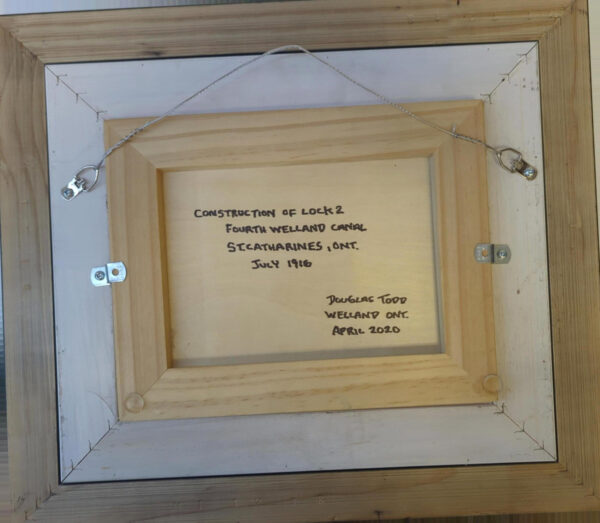 CONSTRUCTION OF LOCK 2
FOURTH WELLAND CANAL
ST. CATHARINES, ONT.
JULY 1916
DOUGLAS TODD
WELLAND ONT.
APRIL 2020